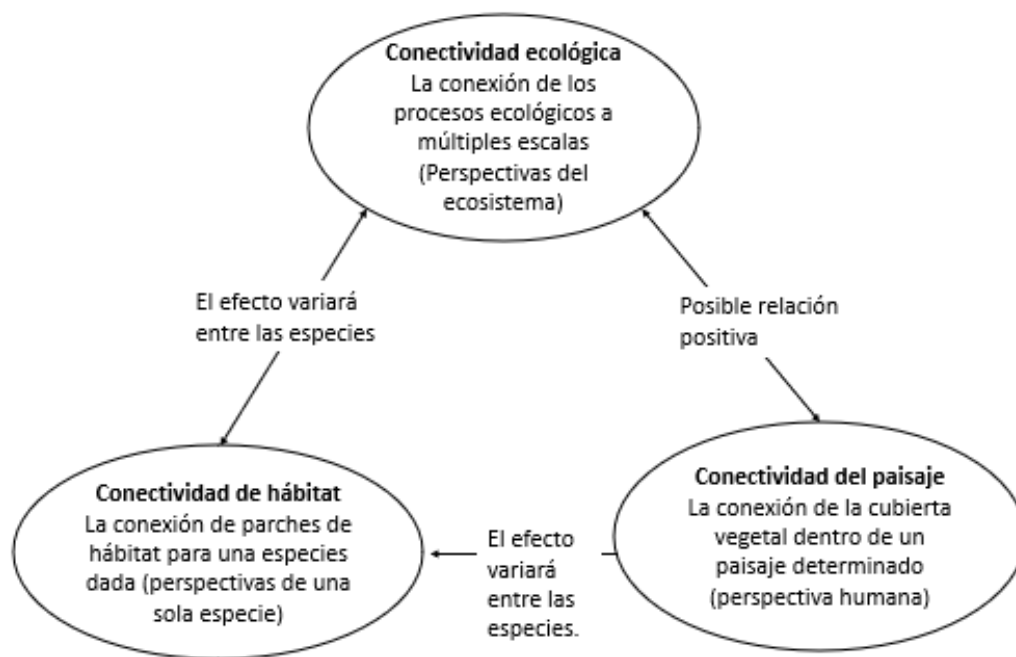 Conectividad ecológica
La conexión de los
procesos ecológicos a
múltiples escalas
(Perspectivas del
ecosistema)
El efecto variará
entre las especies
Posible relación
positiva
Conectividad de hábitat
La conexión de parches de
hábitat para una especies
dada (perspectivas de una
sola especie)
El efecto
variará
entre las
especies.
Conectividad del paisaje
La conexión de la cubierta
vegetal dentro de un
paisaje determinado
(perspectiva humana)